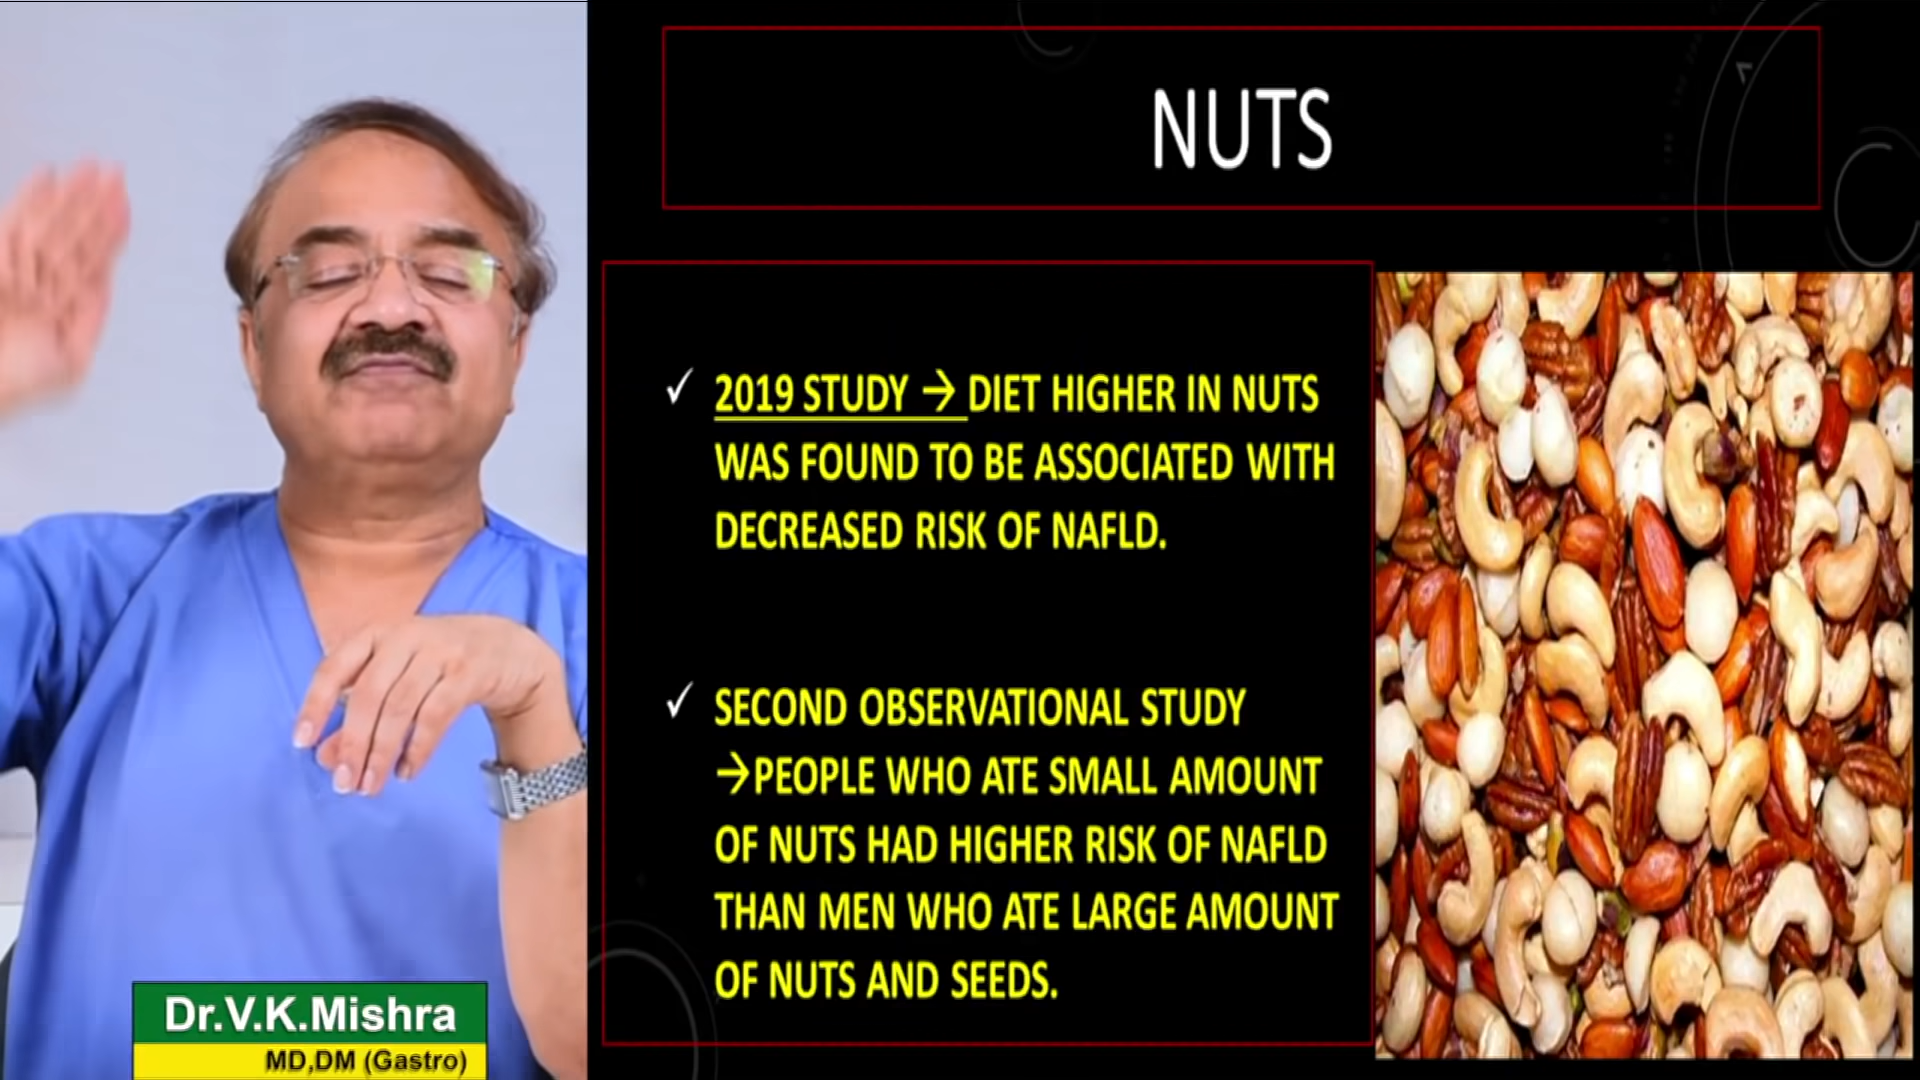 NUTS
✓ 2019 STUDY → DIET HIGHER IN NUTS
WAS FOUND TO BE ASSOCIATED WITH
DECREASED RISK OF NAFLD.
✓ SECOND OBSERVATIONAL STUDY
→PEOPLE WHO ATE SMALL AMOUNT
OF NUTS HAD HIGHER RISK OF NAFLD
THAN MEN WHO ATE LARGE AMOUNT
OF NUTS AND SEEDS.
Dr.V.K.Mishra
MD,DM (Gastro)